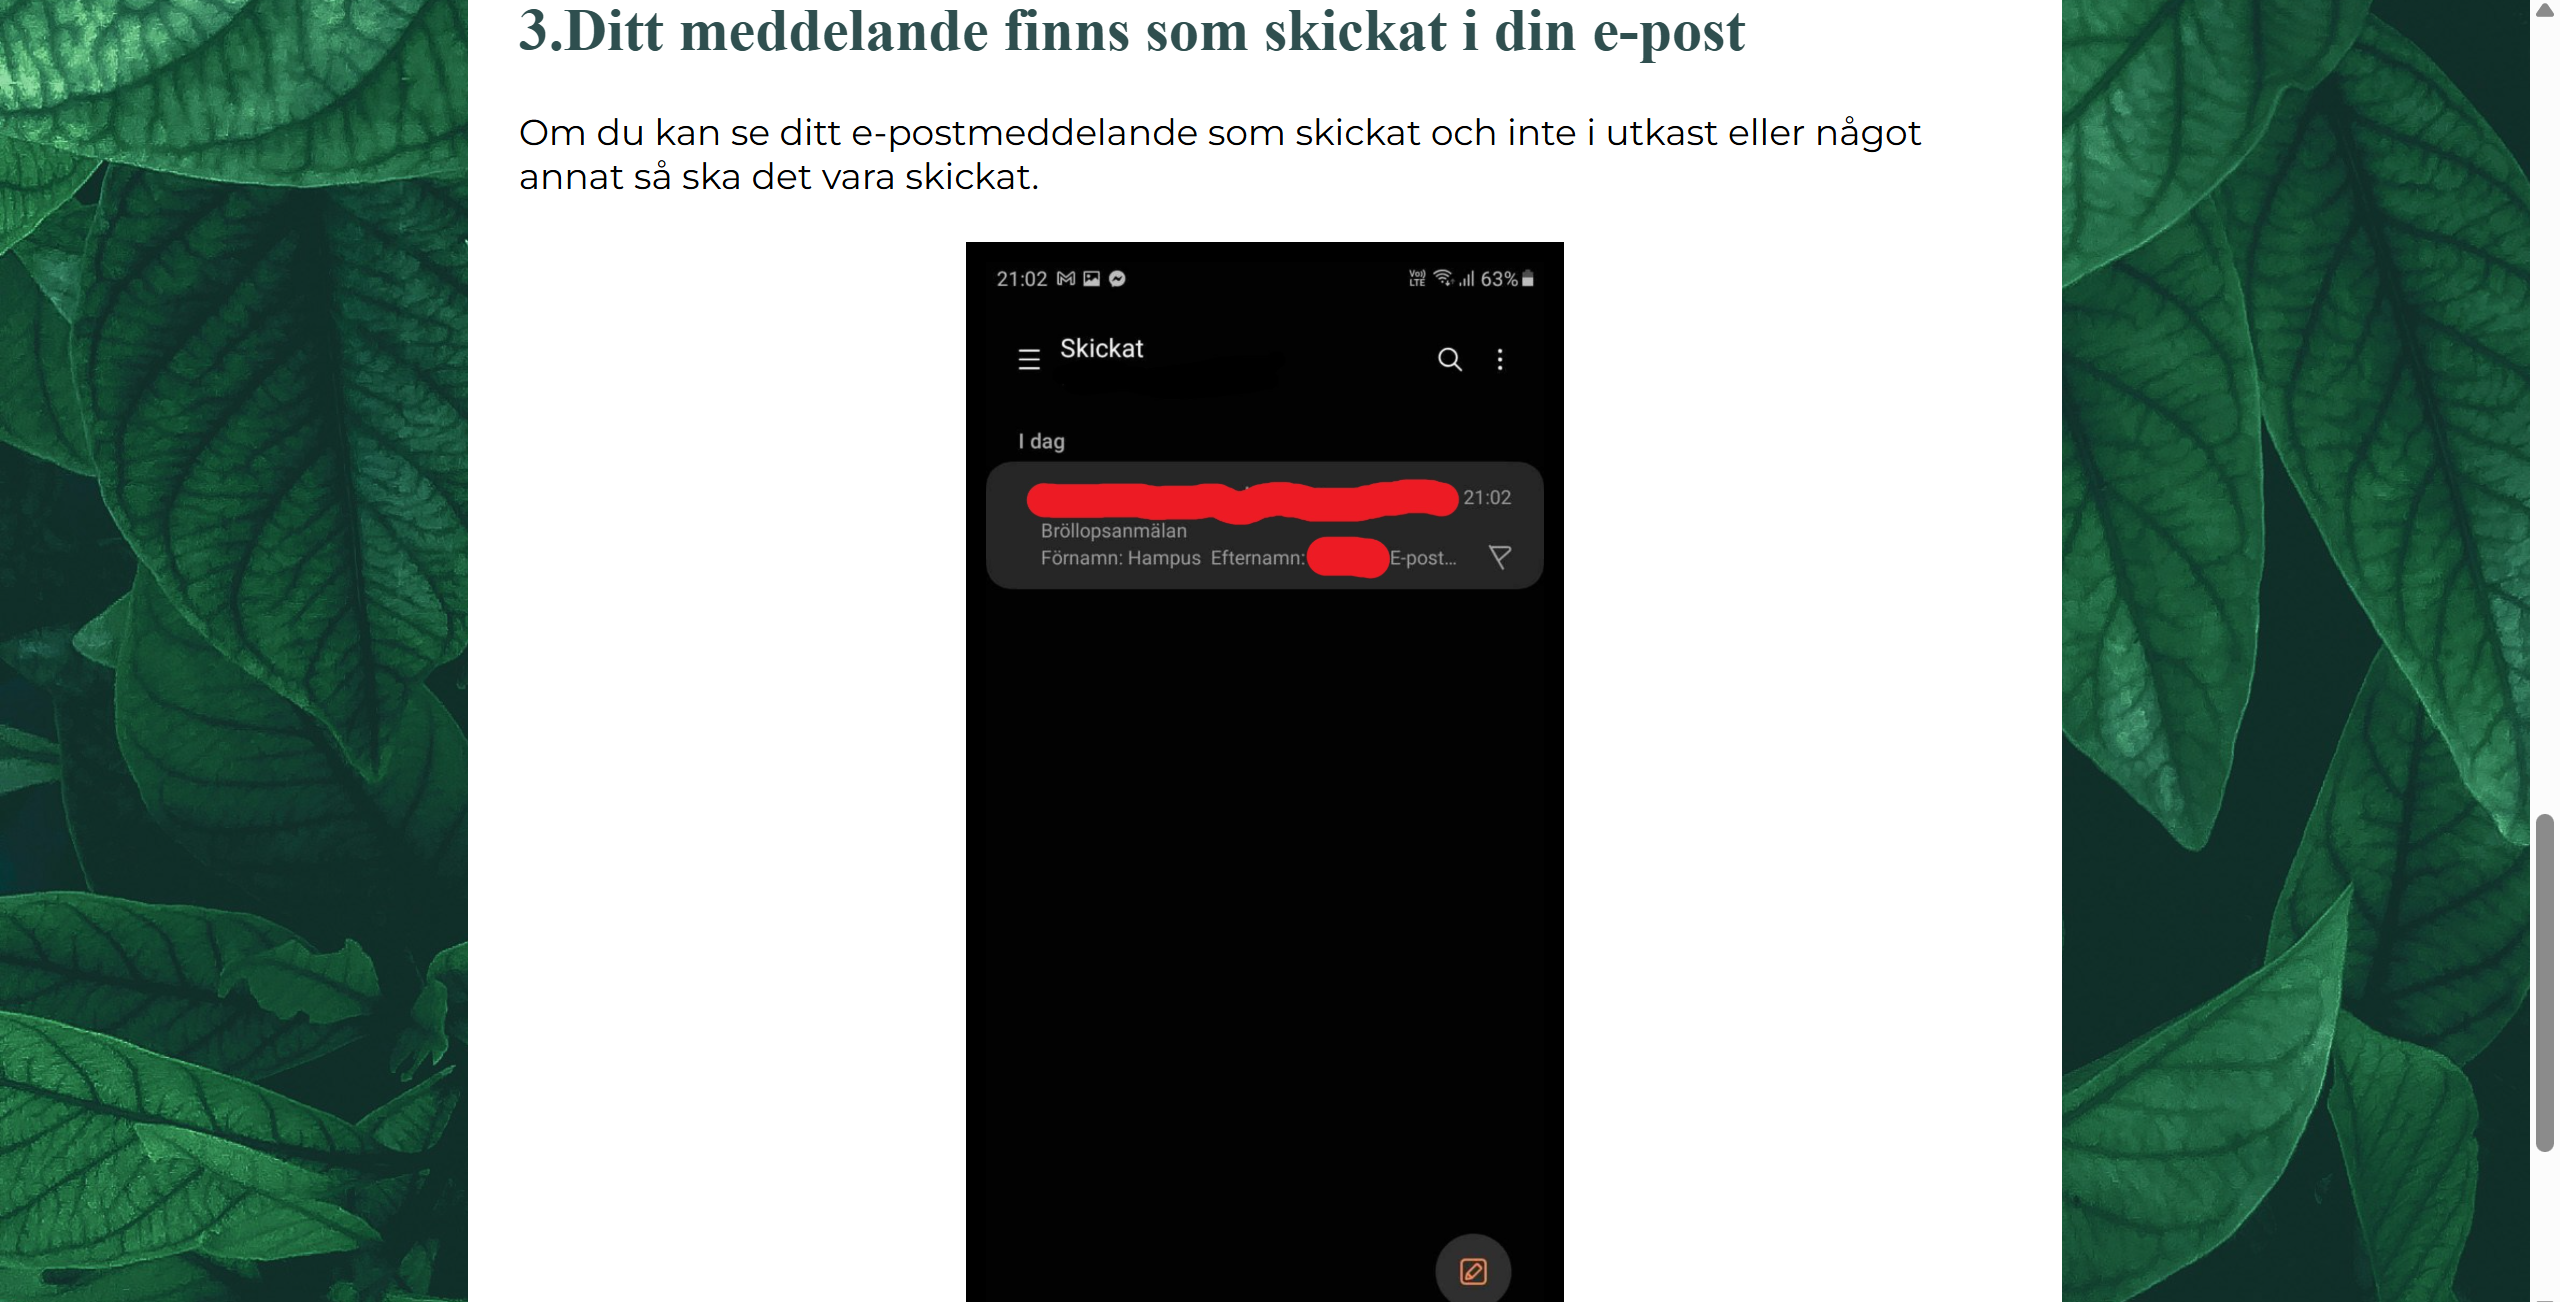 3.Ditt meddelande finns som skickat i din e-post
Om du kan se ditt e-postmeddelande som skickat och inte i utkast eller något
annat så ska det vara skickat.
21:02 63%
Skickat
I dag
21:02
Bröllopsanmälan
Förnamn: Hampus Efternamn: E-post...